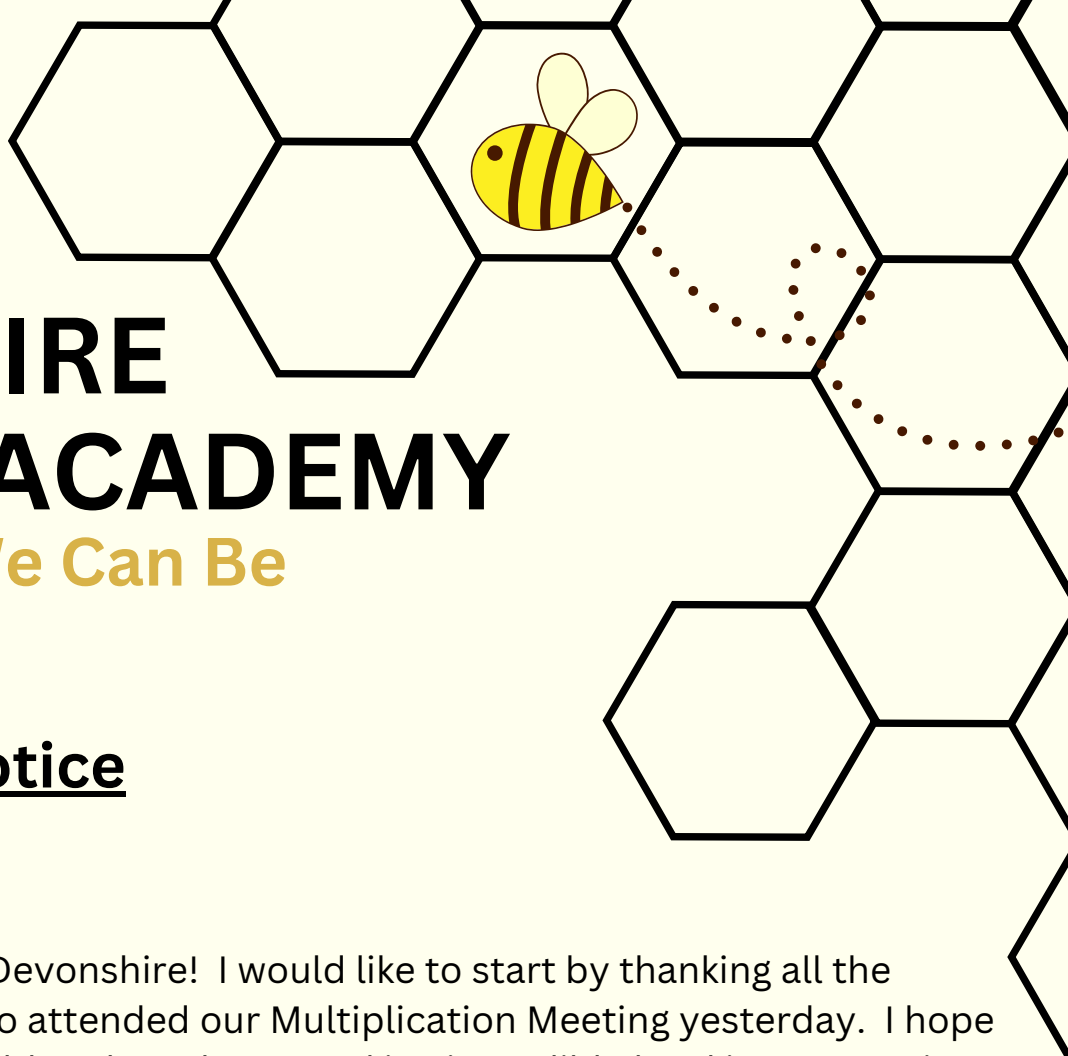 IRE
ACADEMY
We Can Be
otice
Devonshire! I would like to start by thanking all the
o attended our Multiplication Meeting yesterday. I hope